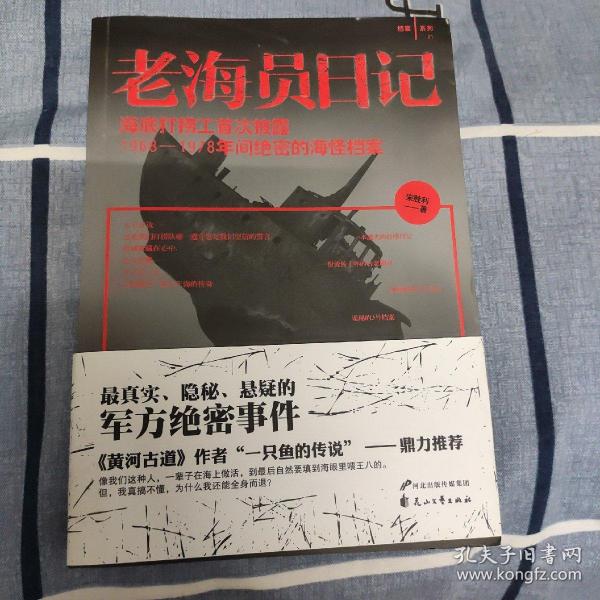 档案 系列
老海员日记
海底打捞工首次披露
1968—1978年间绝密的海怪档案
宋胜利
——著
最真实、隐秘、悬疑的
军方绝密事件
《黄河古道》作者“一只鱼的传说”——鼎力推荐
像我们这种人，一辈子在海上做活，到最后自然要填到海眼里喂王八的。
但，我真搞不懂，为什么我还能全身而退？
河北出版传媒集团
花山文艺出版社
孔夫子旧书网
www.kongfz.com